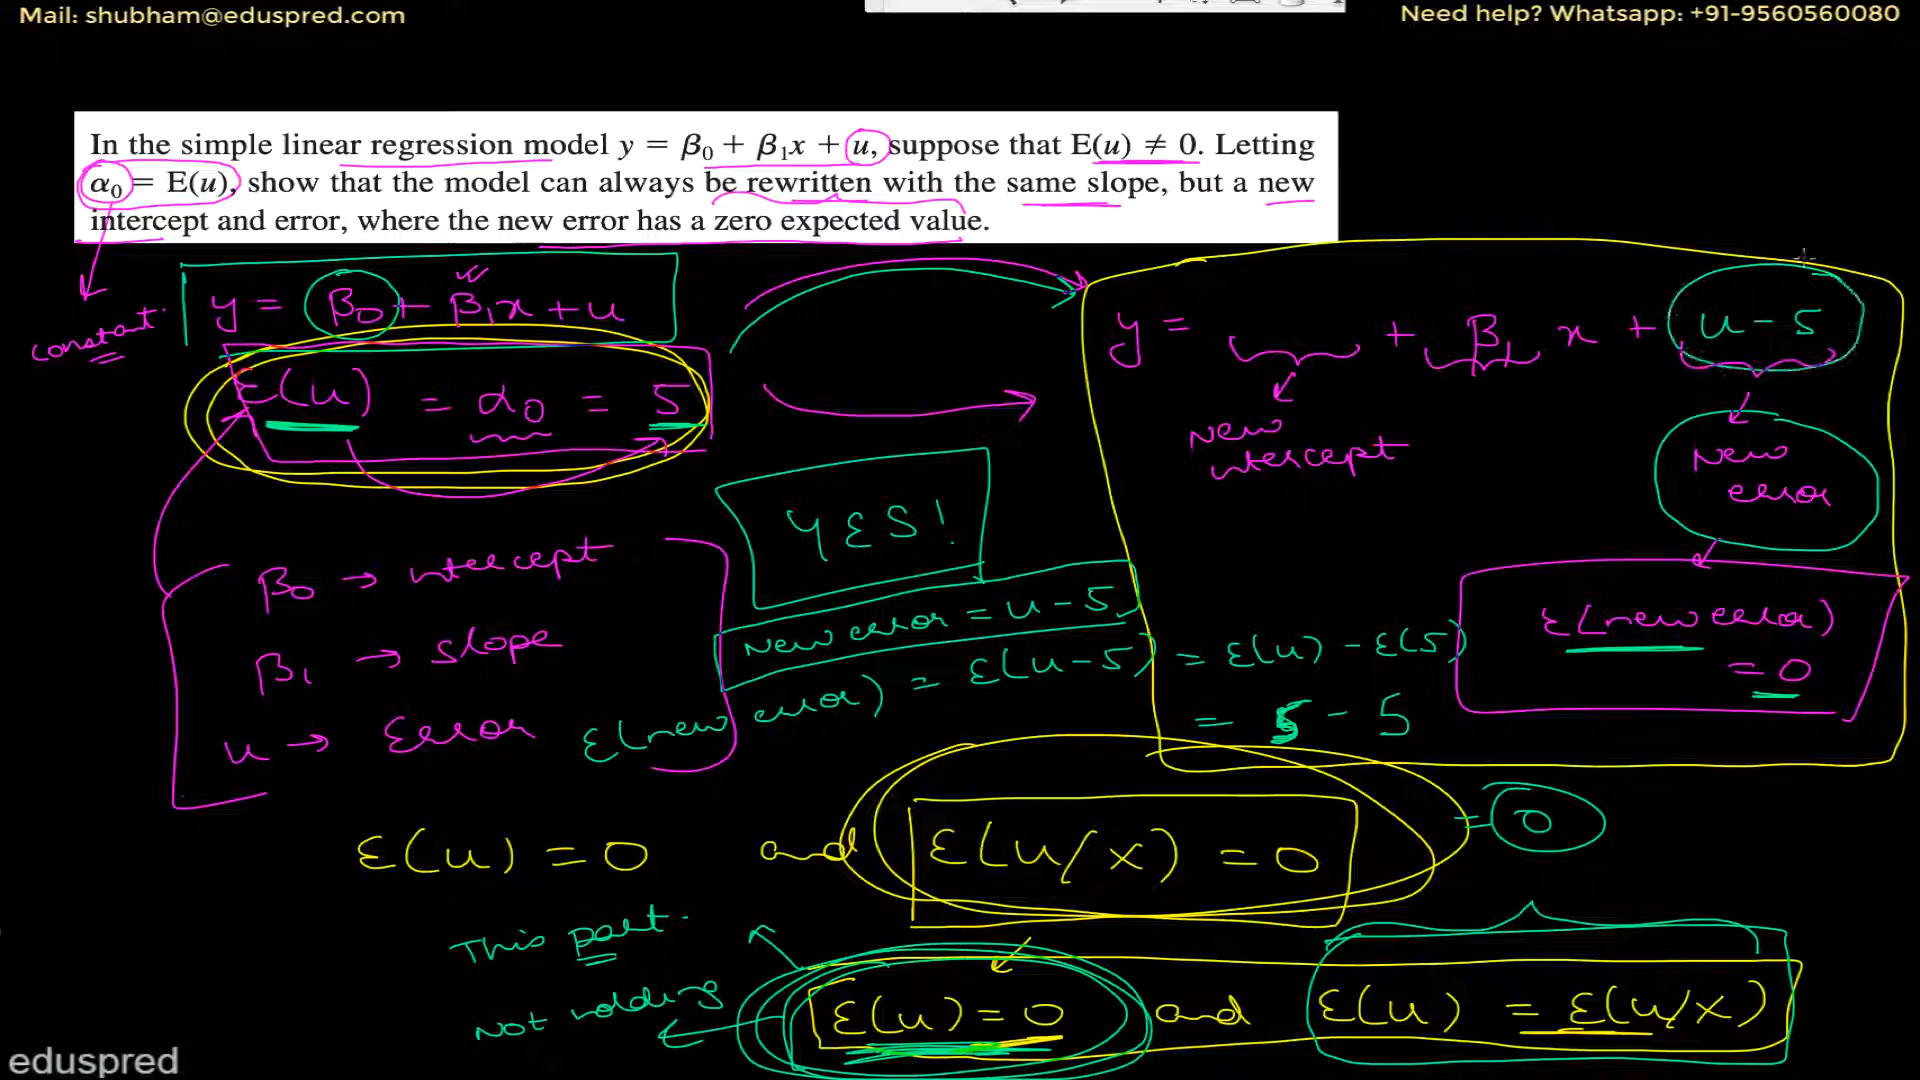 Mail: shubham@eduspred.com
Need help? Whatsapp: +91-9560560080
In the simple linear regression model y = β₀ + β₁x + u, suppose that E(u) ≠ 0. Letting
α₀ = E(u), show that the model can always be rewritten with the same slope, but a new
intercept and error, where the new error has a zero expected value.
constant.
y = β₀ + β₁x + u
E(u) = α₀ = 5
β₀ → intercept
β₁ → slope
u → Error
y = + β₁ x + u - 5
New
intercept
New
error
YES!
New error = u - 5
E(new error) = E(u - 5) = E(u) - E(5)
= 5 - 5
= 0
E(new error)
= 0
E(u) = 0 and E(u/x) = 0
This part.
Not holding
E(u) = 0 and E(u) = E(u/x)
eduspred